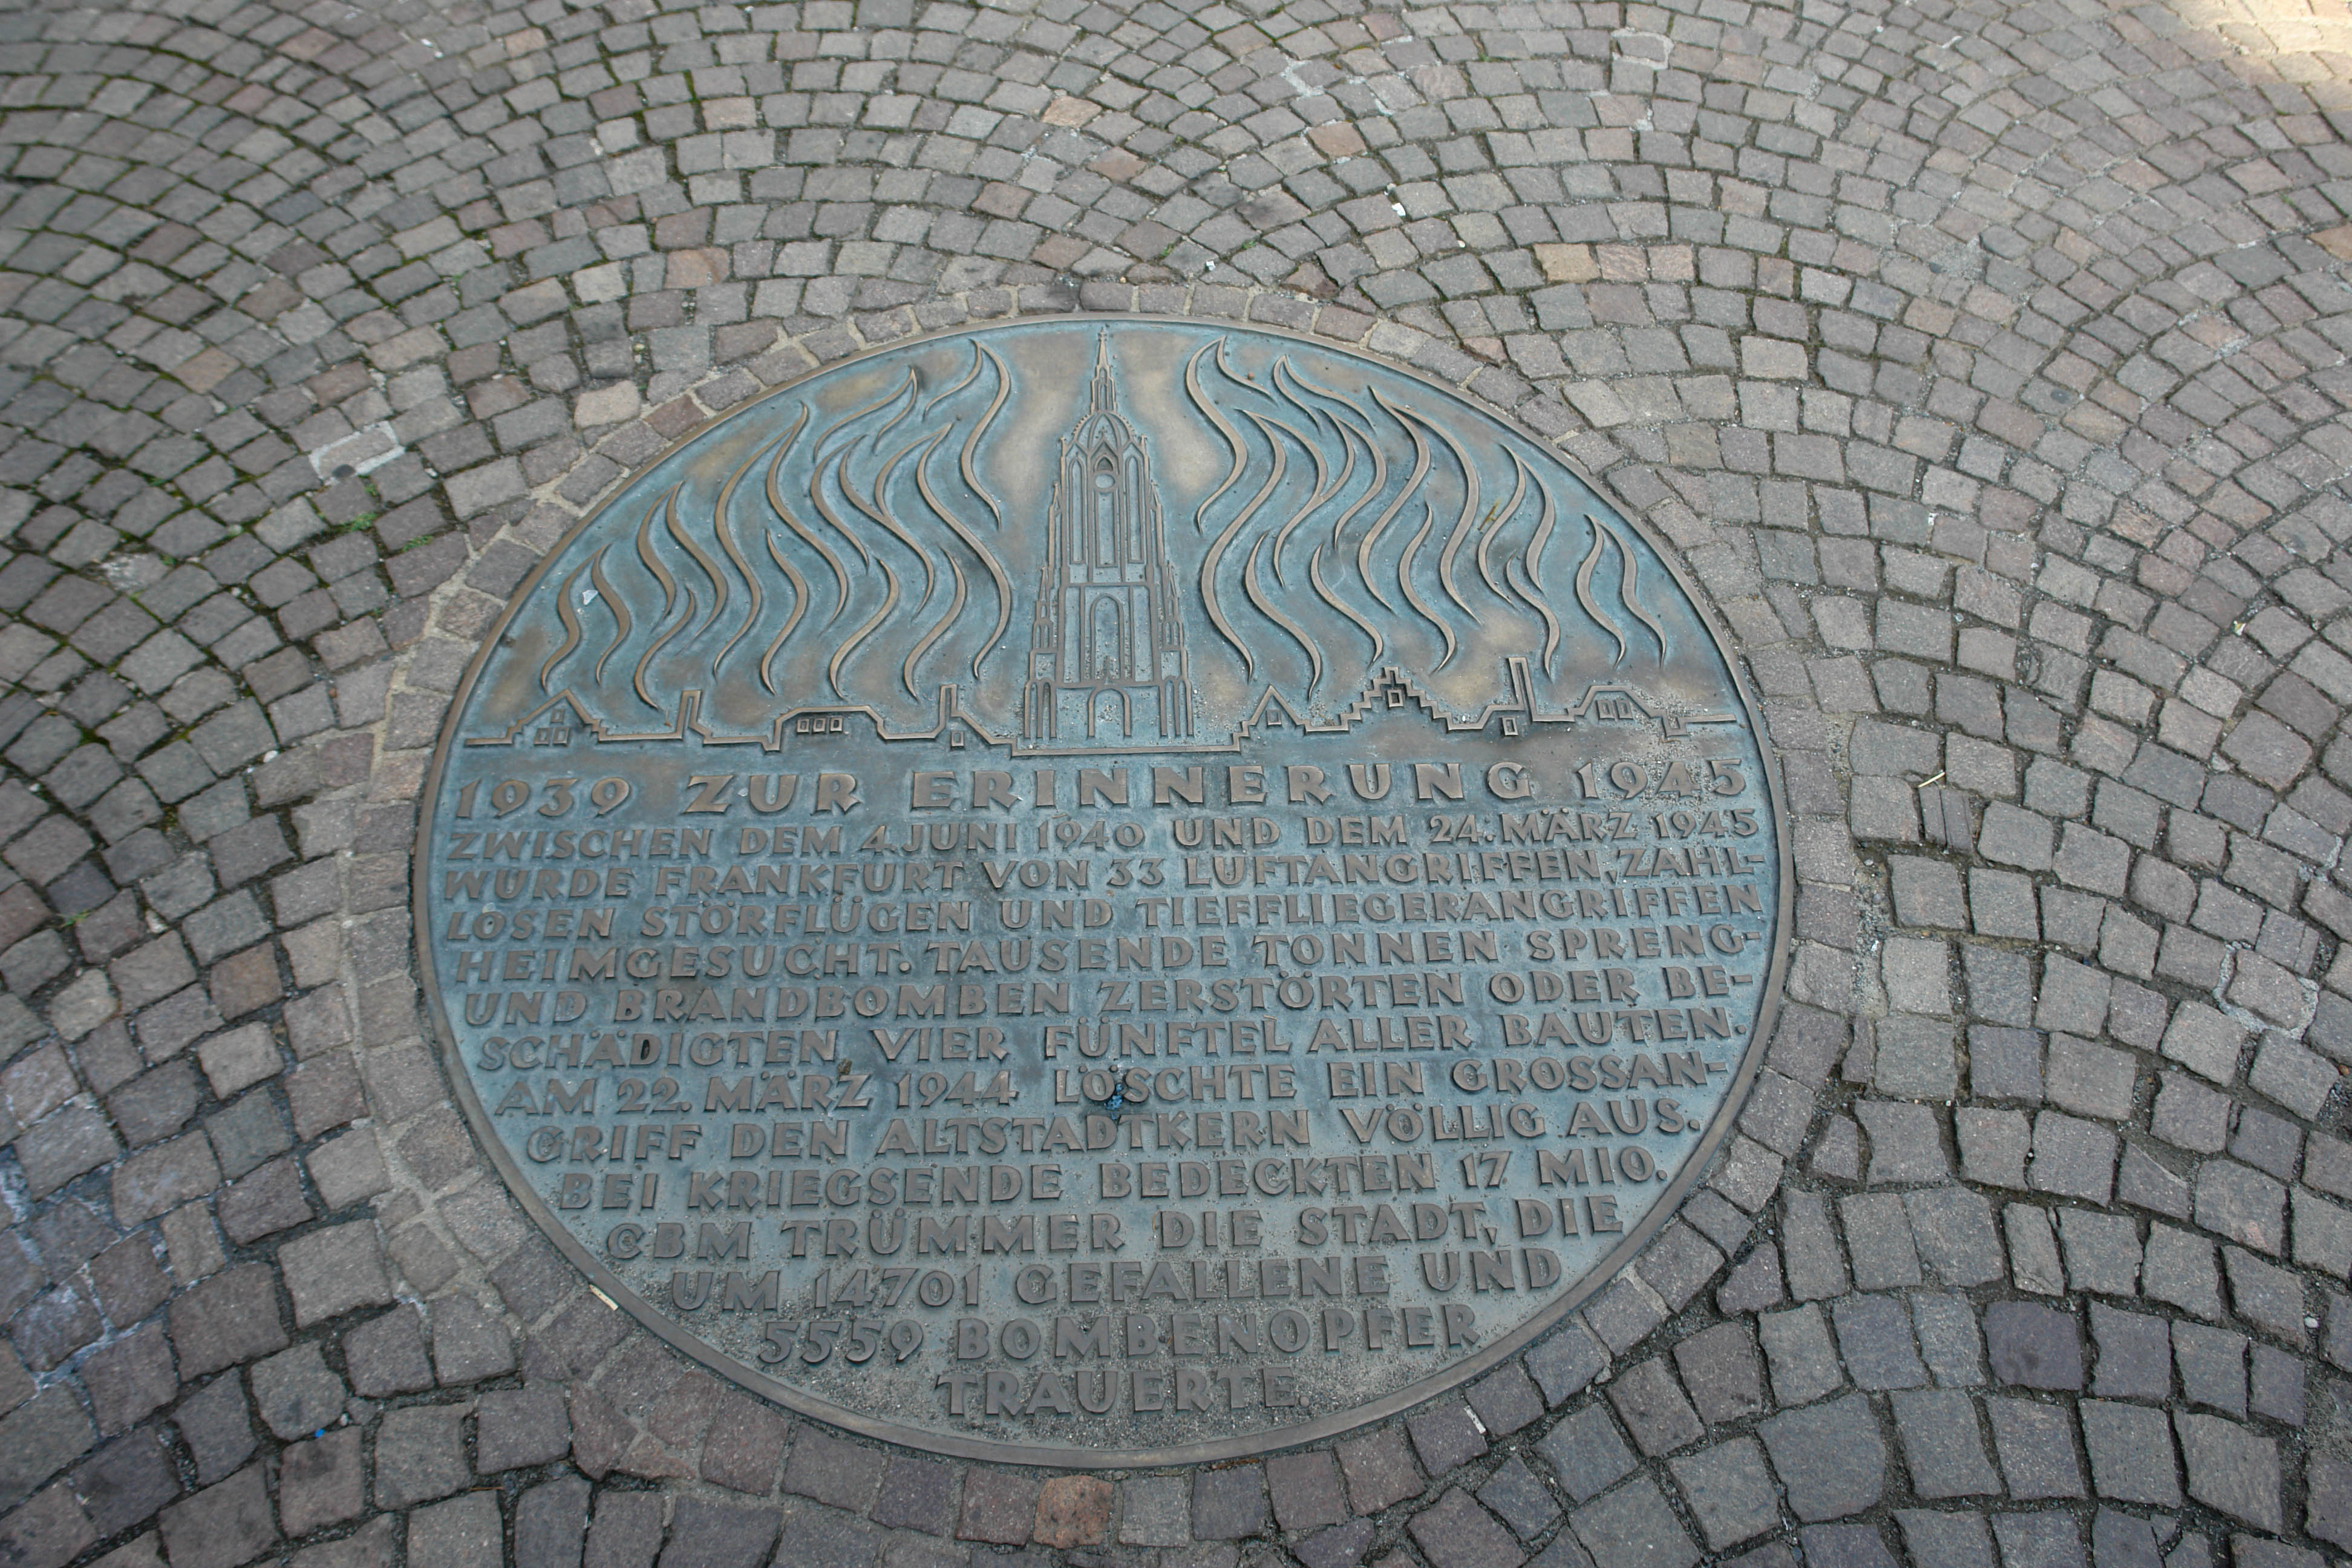 1939 ZUR ERINNERUNG 1945
ZWISCHEN DEM 4. JUNI 1940 UND DEM 24. MÄRZ 1945
WURDE FRANKFURT VON 33 LUFTANGRIFFEN, ZAHL-
LOSEN STÖRFLÜGEN UND TIEFFLIEGERANGRIFFEN
HEIMGESUCHT. TAUSENDE TONNEN SPRENG-
UND BRANDBOMBEN ZERSTÖRTEN ODER BE-
SCHÄDIGTEN VIER FÜNFTEL ALLER BAUTEN.
AM 22. MÄRZ 1944 LÖSCHTE EIN GROSSAN-
GRIFF DEN ALTSTADTKERN VÖLLIG AUS.
BEI KRIEGSENDE BEDECKTEN 17 MIO.
CBM TRÜMMER DIE STADT, DIE
UM 14701 GEFALLENE UND
5559 BOMBENOPFER
TRAUERTE.